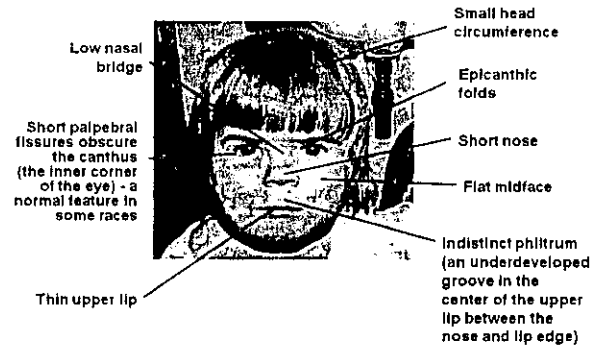 Small head
circumference
Low nasal
bridge
Epicanthic
folds
Short palpebral
fissures obscure
the canthus
(the inner corner
of the eye) - a
normal feature in
some races
Short nose
Flat midface
Indistinct philtrum
(an underdeveloped
groove in the
center of the upper
lip between the
nose and lip edge)
Thin upper lip